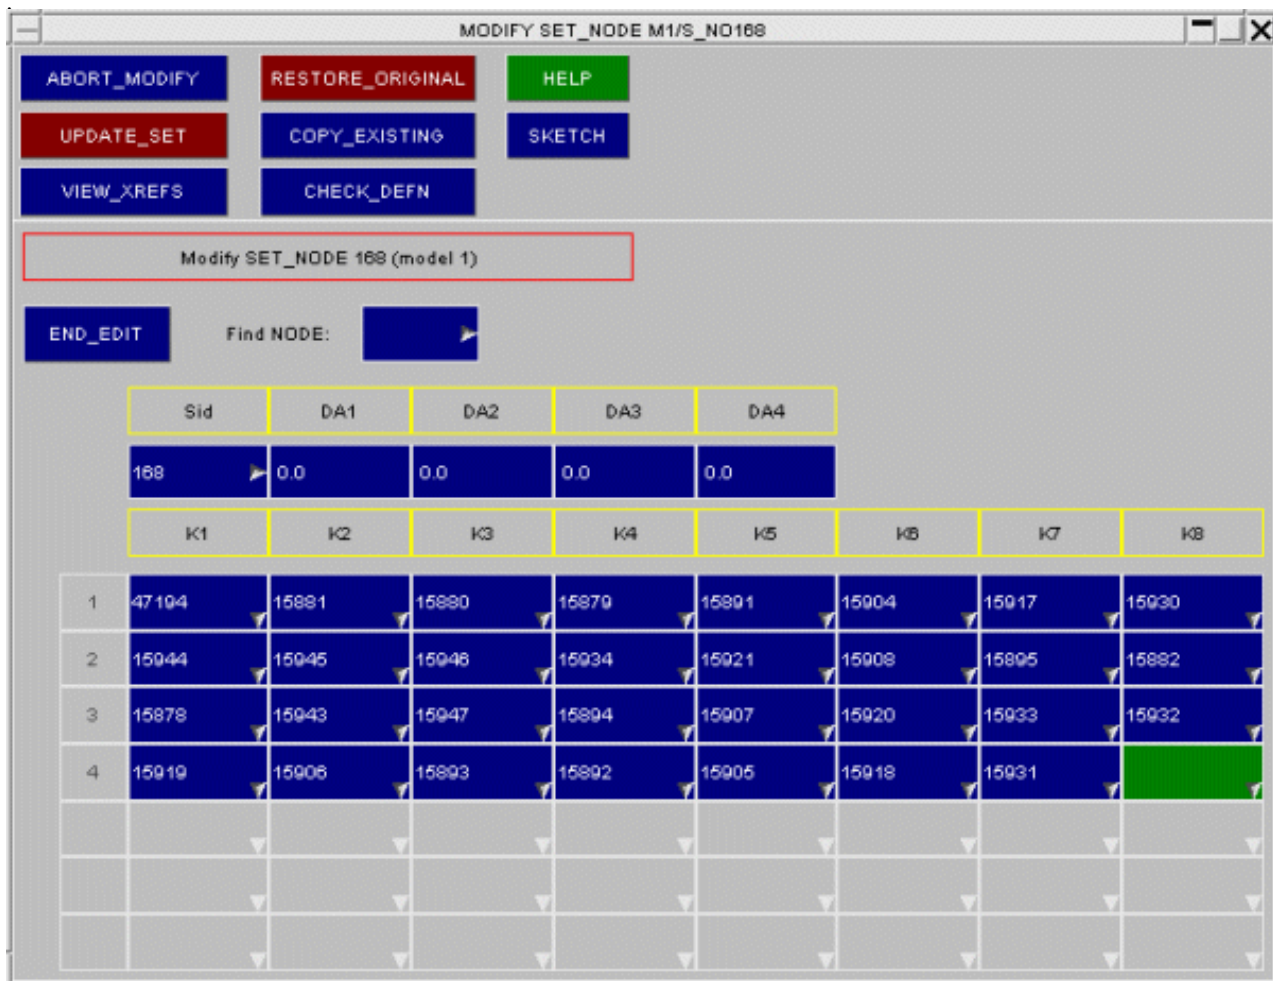 MODIFY SET_NODE M1/S_NO168
ABORT_MODIFY RESTORE_ORIGINAL HELP
UPDATE_SET COPY_EXISTING SKETCH
VIEW_XREFS CHECK_DEFN
Modify SET_NODE 168 (model 1)
END_EDIT Find NODE:
Sid DA1 DA2 DA3 DA4
168 0.0 0.0 0.0 0.0
K1 K2 K3 K4 K5 K6 K7 K8
1 47194 15881 15880 15879 15891 15904 15917 15930
2 15944 15945 15946 15934 15921 15908 15895 15882
3 15878 15943 15947 15894 15907 15920 15933 15932
4 15919 15906 15893 15892 15905 15918 15931